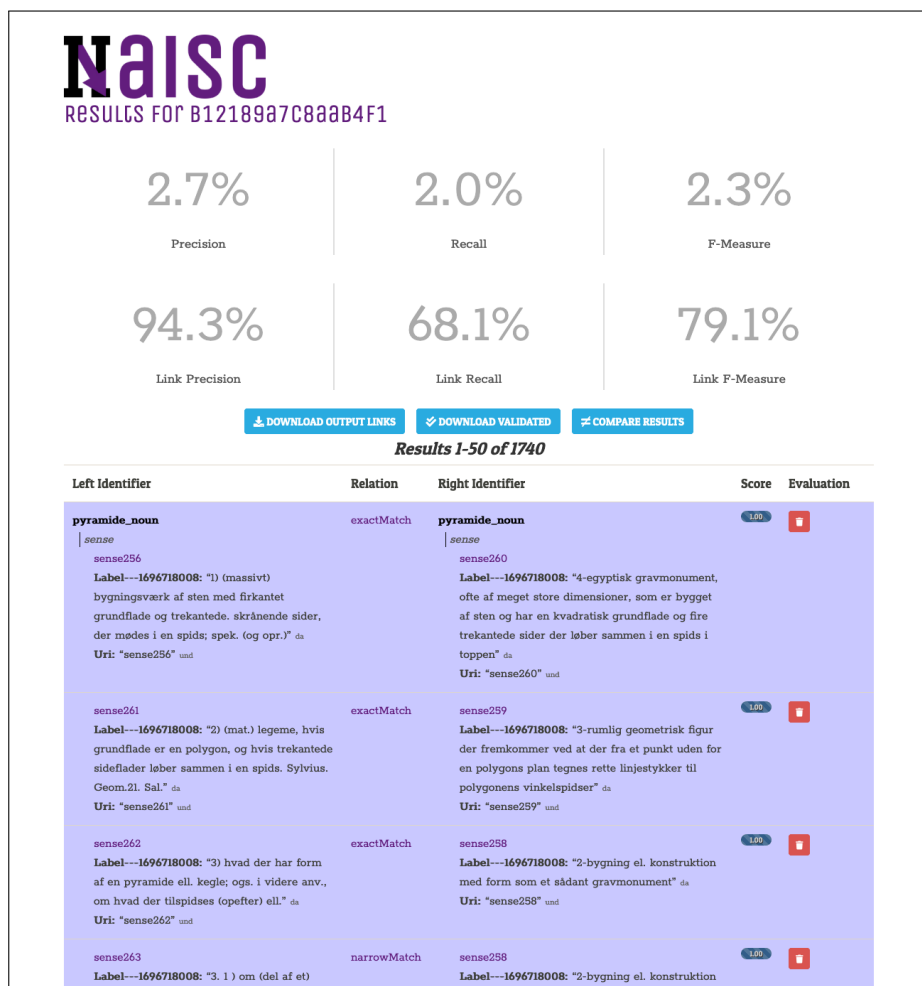 Naisc
Results for B12189a7c8aaB4F1
2.7%
2.0%
2.3%
Precision
Recall
F-Measure
94.3%
68.1%
79.1%
Link Precision
Link Recall
Link F-Measure
DOWNLOAD OUTPUT LINKS
DOWNLOAD VALIDATED
COMPARE RESULTS
Results 1-50 of 1740
Left Identifier Relation Right Identifier Score Evaluation
pyramide_noun exactMatch pyramide_noun 1.00
sense sense
sense256 sense260
Label---1696718008: "1) (massivt) Label---1696718008: "4-egyptisk gravmonument,
bygningsværk af sten med firkantet ofte af meget store dimensioner, som er bygget
grundflade og trekantede. skrånende sider, af sten og har en kvadratisk grundflade og fire
der mødes i en spids; spek. (og opr.)" da trekantede sider der løber sammen i en spids i
Uri: "sense256" und toppen" da
Uri: "sense260" und
sense261 exactMatch sense259 1.00
Label---1696718008: "2) (mat.) legeme, hvis Label---1696718008: "3-rumlig geometrisk figur
grundflade er en polygon, og hvis trekantede der fremkommer ved at der fra et punkt uden for
sideflader løber sammen i en spids. Sylvius. en polygons plan tegnes rette linjestykker til
Geom.21. Sal." da polygonens vinkelspidser" da
Uri: "sense261" und Uri: "sense259" und
sense262 exactMatch sense258 1.00
Label---1696718008: "3) hvad der har form Label---1696718008: "2-bygning el. konstruktion
af en pyramide ell. kegle; ogs. i videre anv., med form som et sådant gravmonument" da
om hvad der tilspidses (opefter) ell." da Uri: "sense258" und
Uri: "sense262" und
sense263 narrowMatch sense258 1.00
Label---1696718008: "3. 1 ) om (del af et) Label---1696718008: "2-bygning el. konstruktion